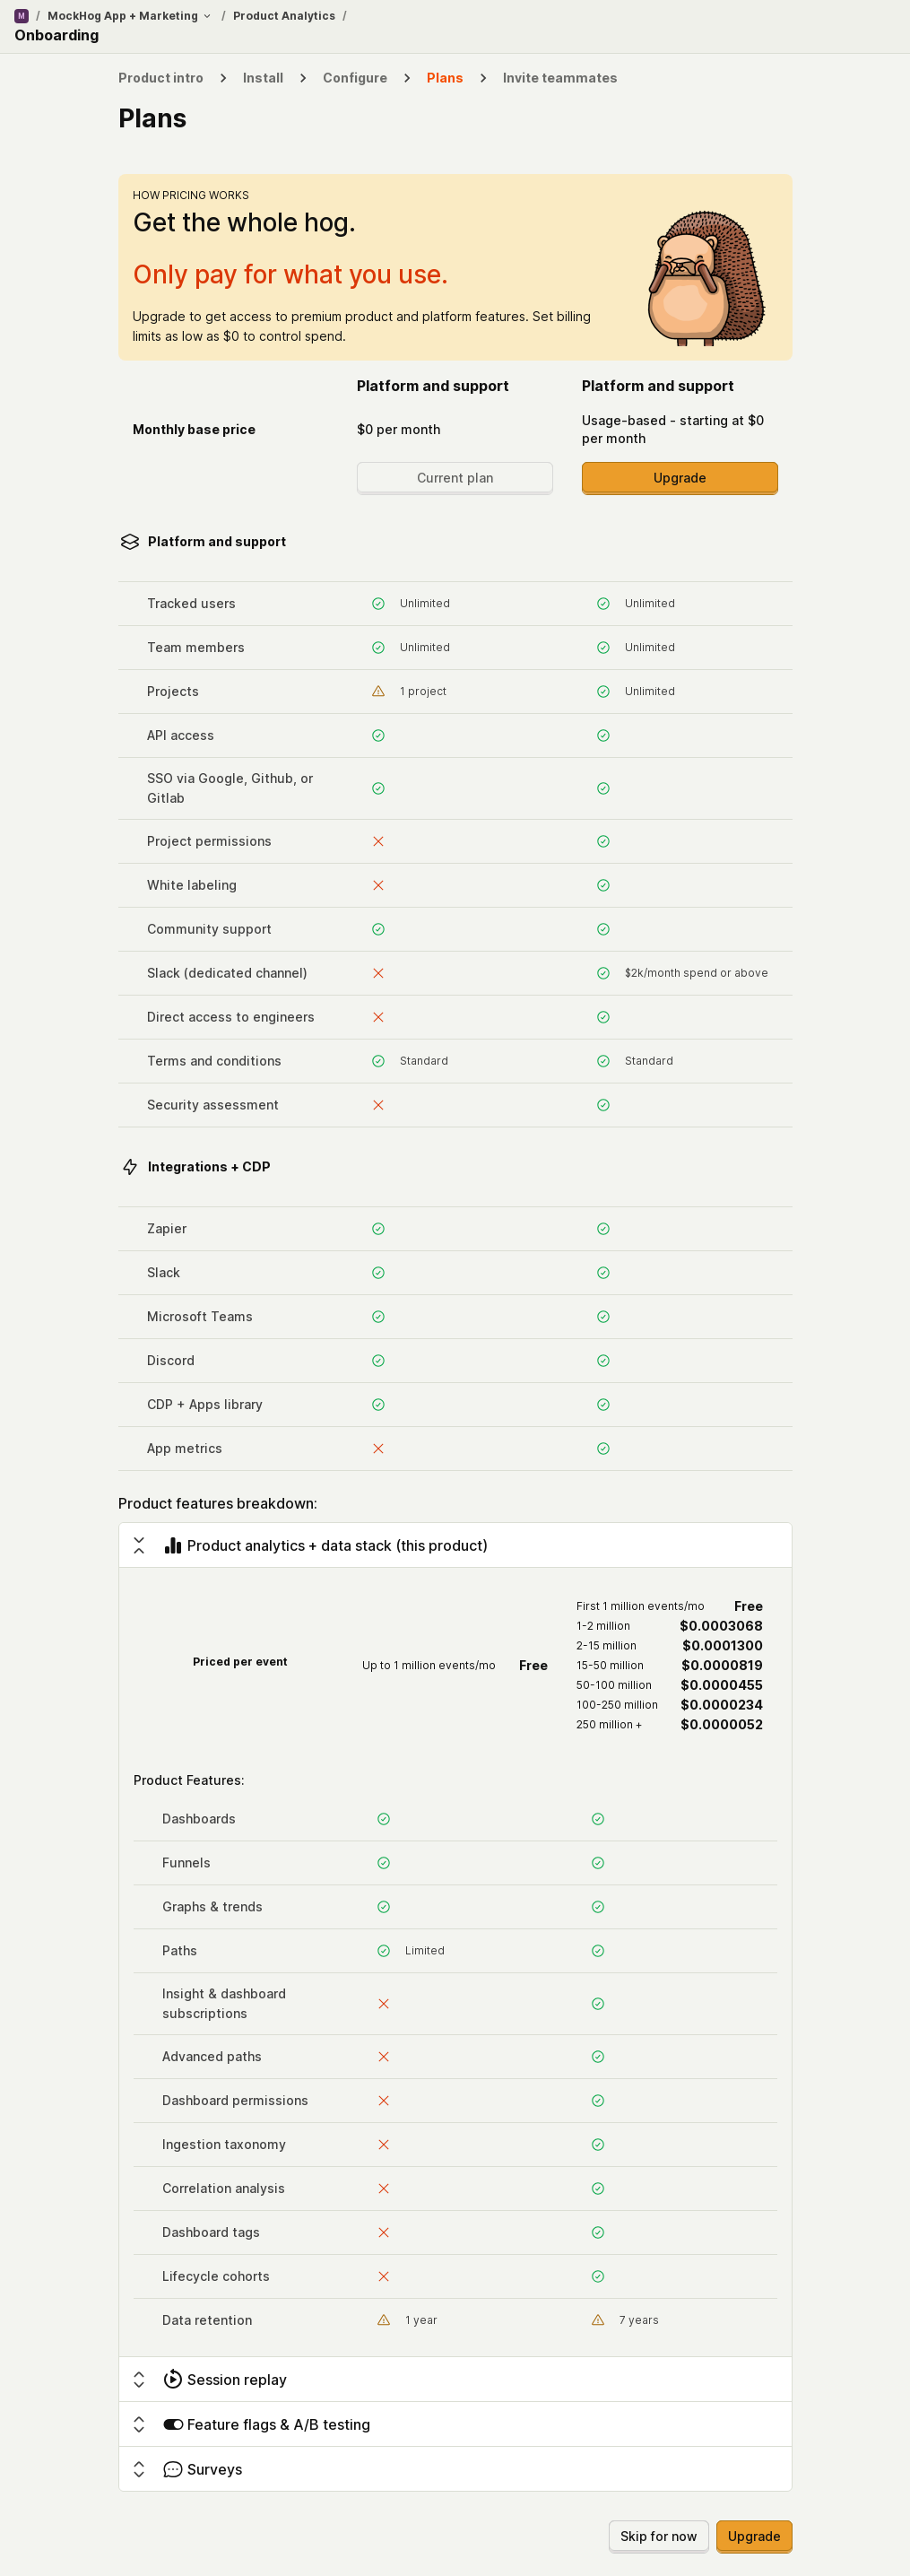 M / MockHog App + Marketing / Product Analytics /
Onboarding
Product intro Install Configure Plans Invite teammates
Plans
HOW PRICING WORKS
Get the whole hog.
Only pay for what you use.
Upgrade to get access to premium product and platform features. Set billing
limits as low as $0 to control spend.
Platform and support Platform and support
Monthly base price $0 per month Usage-based - starting at $0
per month
Current plan Upgrade
Platform and support
Tracked users Unlimited Unlimited
Team members Unlimited Unlimited
Projects 1 project Unlimited
API access
SSO via Google, Github, or
Gitlab
Project permissions
White labeling
Community support
Slack (dedicated channel) $2k/month spend or above
Direct access to engineers
Terms and conditions Standard Standard
Security assessment
Integrations + CDP
Zapier
Slack
Microsoft Teams
Discord
CDP + Apps library
App metrics
Product features breakdown:
Product analytics + data stack (this product)
Priced per event Up to 1 million events/mo Free
First 1 million events/mo Free
1-2 million $0.0003068
2-15 million $0.0001300
15-50 million $0.0000819
50-100 million $0.0000455
100-250 million $0.0000234
250 million + $0.0000052
Product Features:
Dashboards
Funnels
Graphs & trends
Paths Limited
Insight & dashboard
subscriptions
Advanced paths
Dashboard permissions
Ingestion taxonomy
Correlation analysis
Dashboard tags
Lifecycle cohorts
Data retention 1 year 7 years
Session replay
Feature flags & A/B testing
Surveys
Skip for now Upgrade